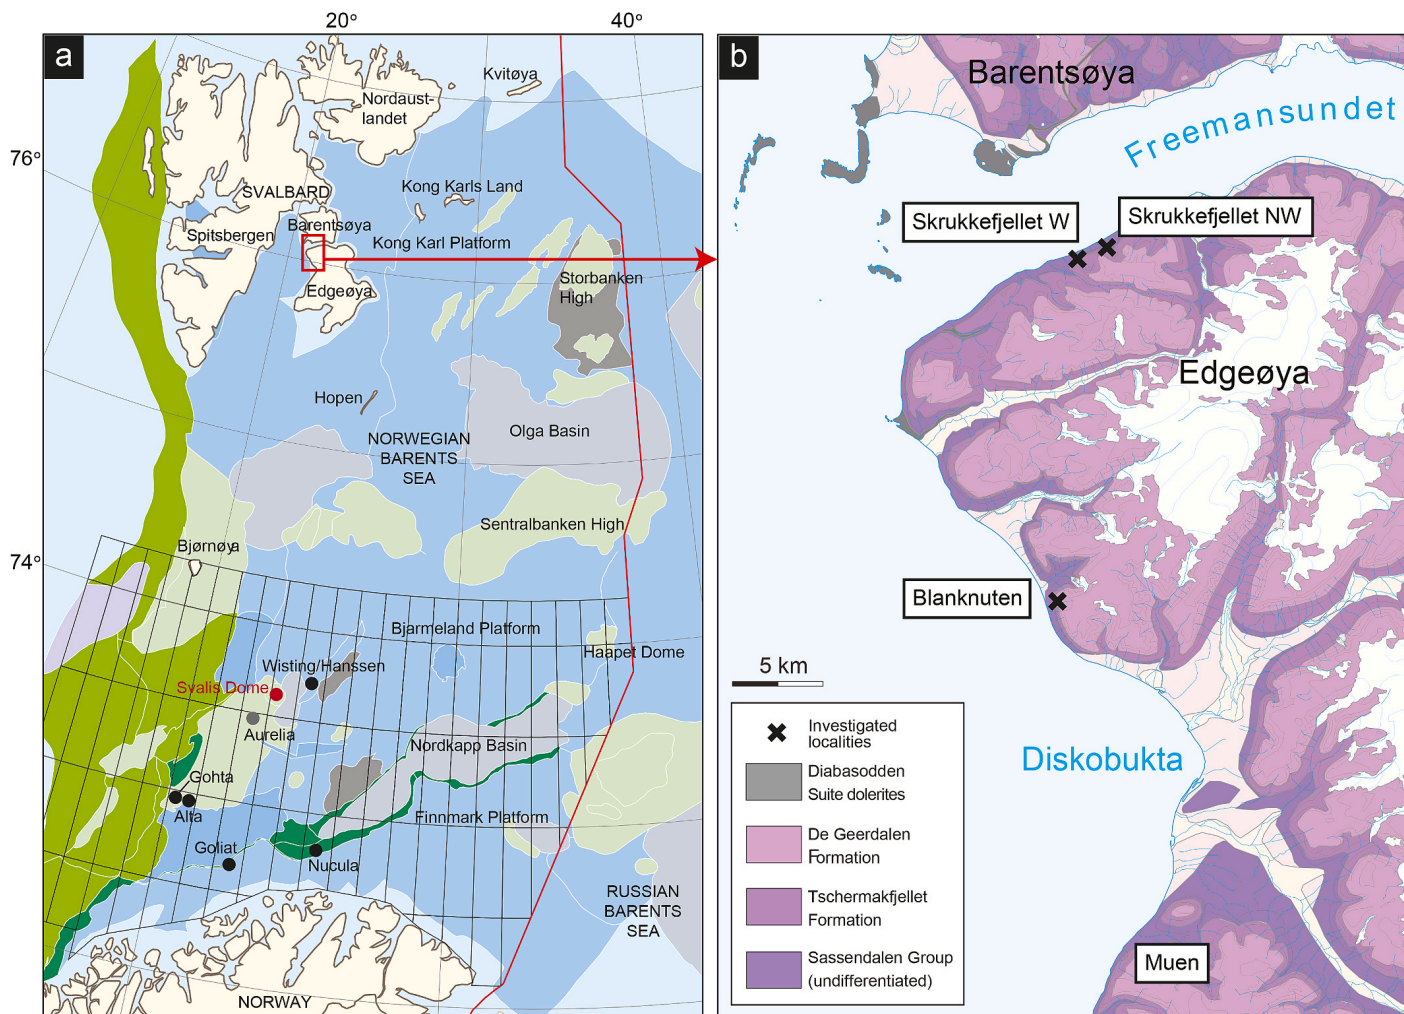 20°
40°
a
Kvitøya
Nordaust-
landet
76°
SVALBARD
Kong Karls Land
Barentsøya
Spitsbergen
Kong Karl Platform
Edgeøya
Storbanken
High
Hopen
NORWEGIAN
BARENTS
SEA
Olga Basin
Sentralbanken High
74°
Bjørnøya
Bjarmeland Platform
Haapet Dome
Wisting/Hanssen
Svalis Dome
Aurelia
Nordkapp Basin
Gohta
Alta
Finnmark Platform
Goliat
Nucula
RUSSIAN
BARENTS
SEA
NORWAY
b
Barentsøya
Freemansundet
Skrukkefjellet W
Skrukkefjellet NW
Edgeøya
Blanknuten
5 km
Diskobukta
Investigated
localities
Diabasodden
Suite dolerites
De Geerdalen
Formation
Tschermakfjellet
Formation
Sassendalen Group
(undifferentiated)
Muen